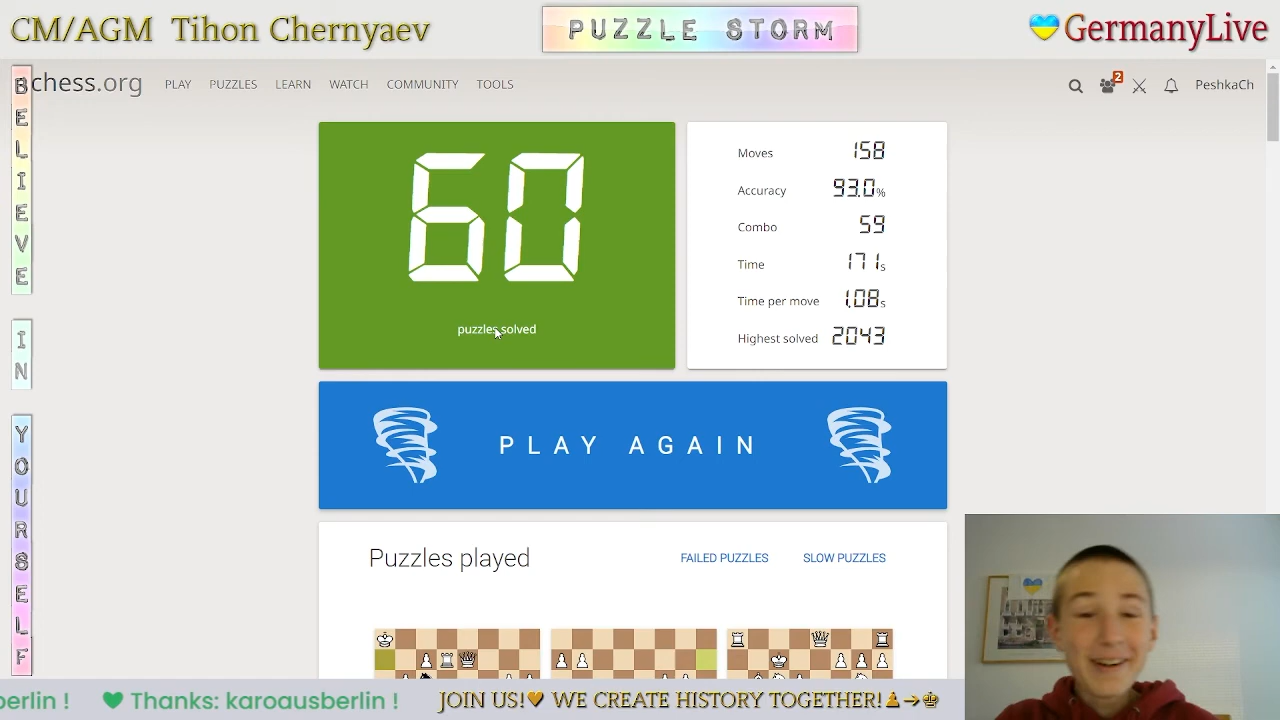 CM/AGM Tihon Chernyaev
PUZZLE STORM
GermanyLive
chess.org
PLAY
PUZZLES
LEARN
WATCH
COMMUNITY
TOOLS
2
PeshkaCh
BELIEVE
IN
YOURSELF
60
puzzles solved
Moves 158
Accuracy 93.0%
Combo 59
Time 171s
Time per move 1.08s
Highest solved 2043
PLAY AGAIN
Puzzles played
FAILED PUZZLES
SLOW PUZZLES
erlin !
Thanks: karoausberlin !
JOIN US!🧡 WE CREATE HISTORY TOGETHER!♟➔♚